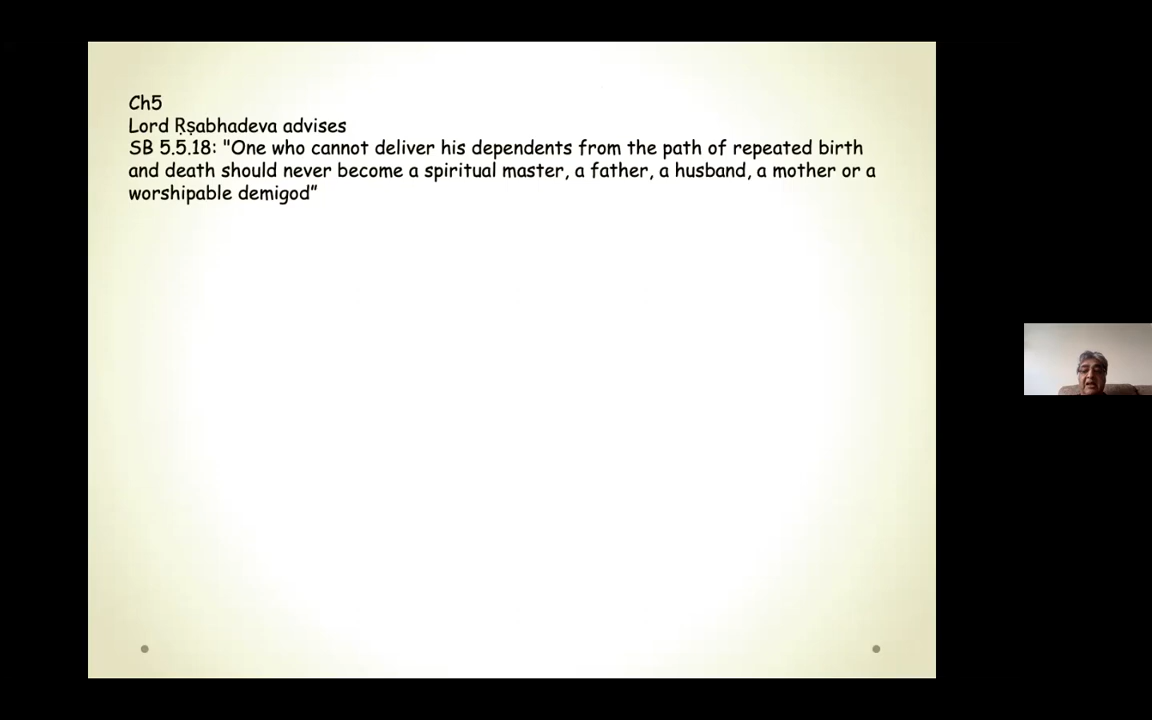 Ch5
Lord Ṛṣabhadeva advises
SB 5.5.18: "One who cannot deliver his dependents from the path of repeated birth
and death should never become a spiritual master, a father, a husband, a mother or a
worshipable demigod”